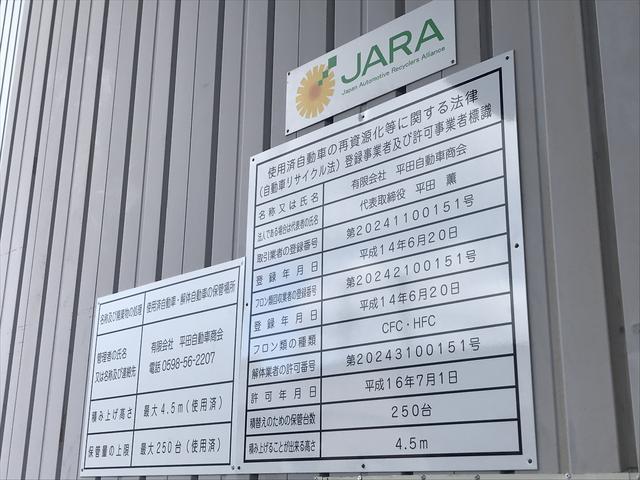 JARA
Japan Automotive Recyclers Alliance
使用済自動車の再資源化等に関する法律
（自動車リサイクル法）登録事業者及び許可事業者標識
名称又は氏名 有限会社 平田自動車商会
法人である場合は代表者の氏名 代表取締役 平田 薫
取引業者の登録番号 第20241100151号
登録年月日 平成14年6月20日
フロン類回収業者の登録番号 第20242100151号
登録年月日 平成14年6月20日
フロン類の種類 CFC・HFC
解体業者の許可番号 第20243100151号
許可年月日 平成16年7月1日
積替えのための保管台数 250台
積み上げることが出来る高さ 4.5m
名称及び廃棄物の処理 使用済自動車・解体自動車の保管場所
管理者の氏名
又は名称及び連絡先
有限会社 平田自動車商会
電話 0598-56-2207
積み上げ高さ 最大 4.5m（使用済）
保管量の上限 最大 250台（使用済）